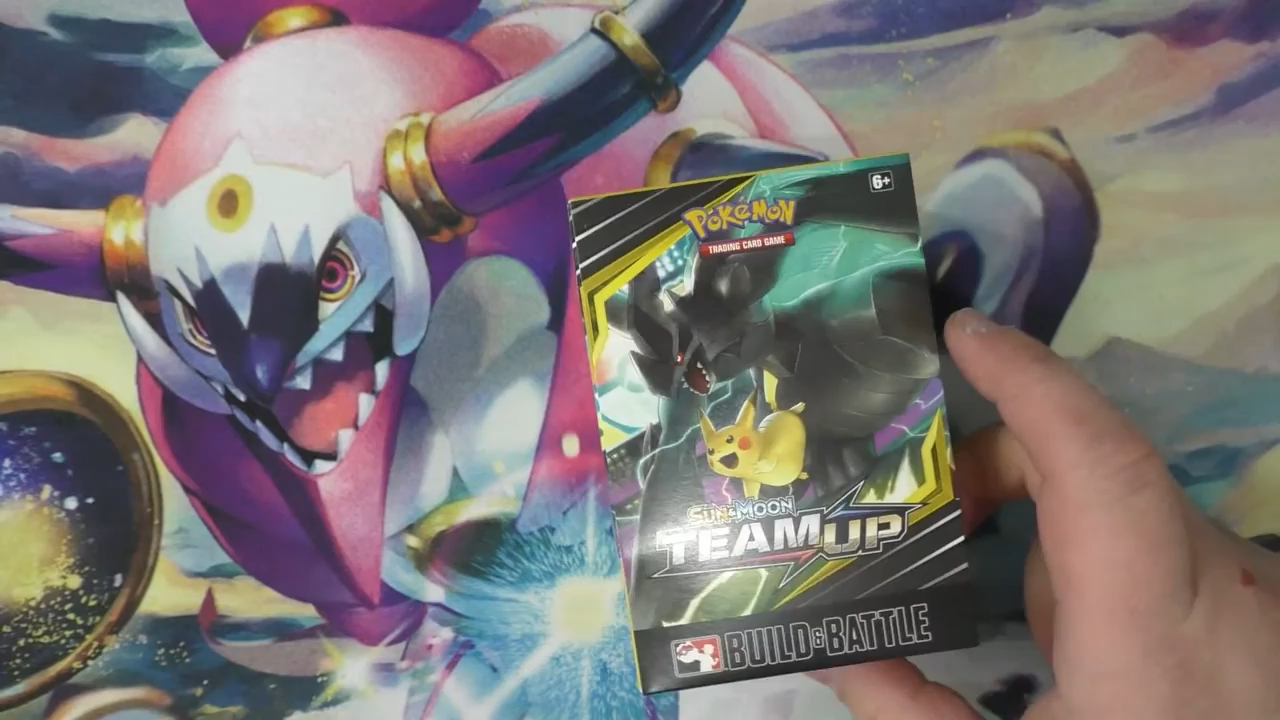 6+
POKéMON
TRADING CARD GAME
SUN & MOON
TEAM UP
BUILD & BATTLE